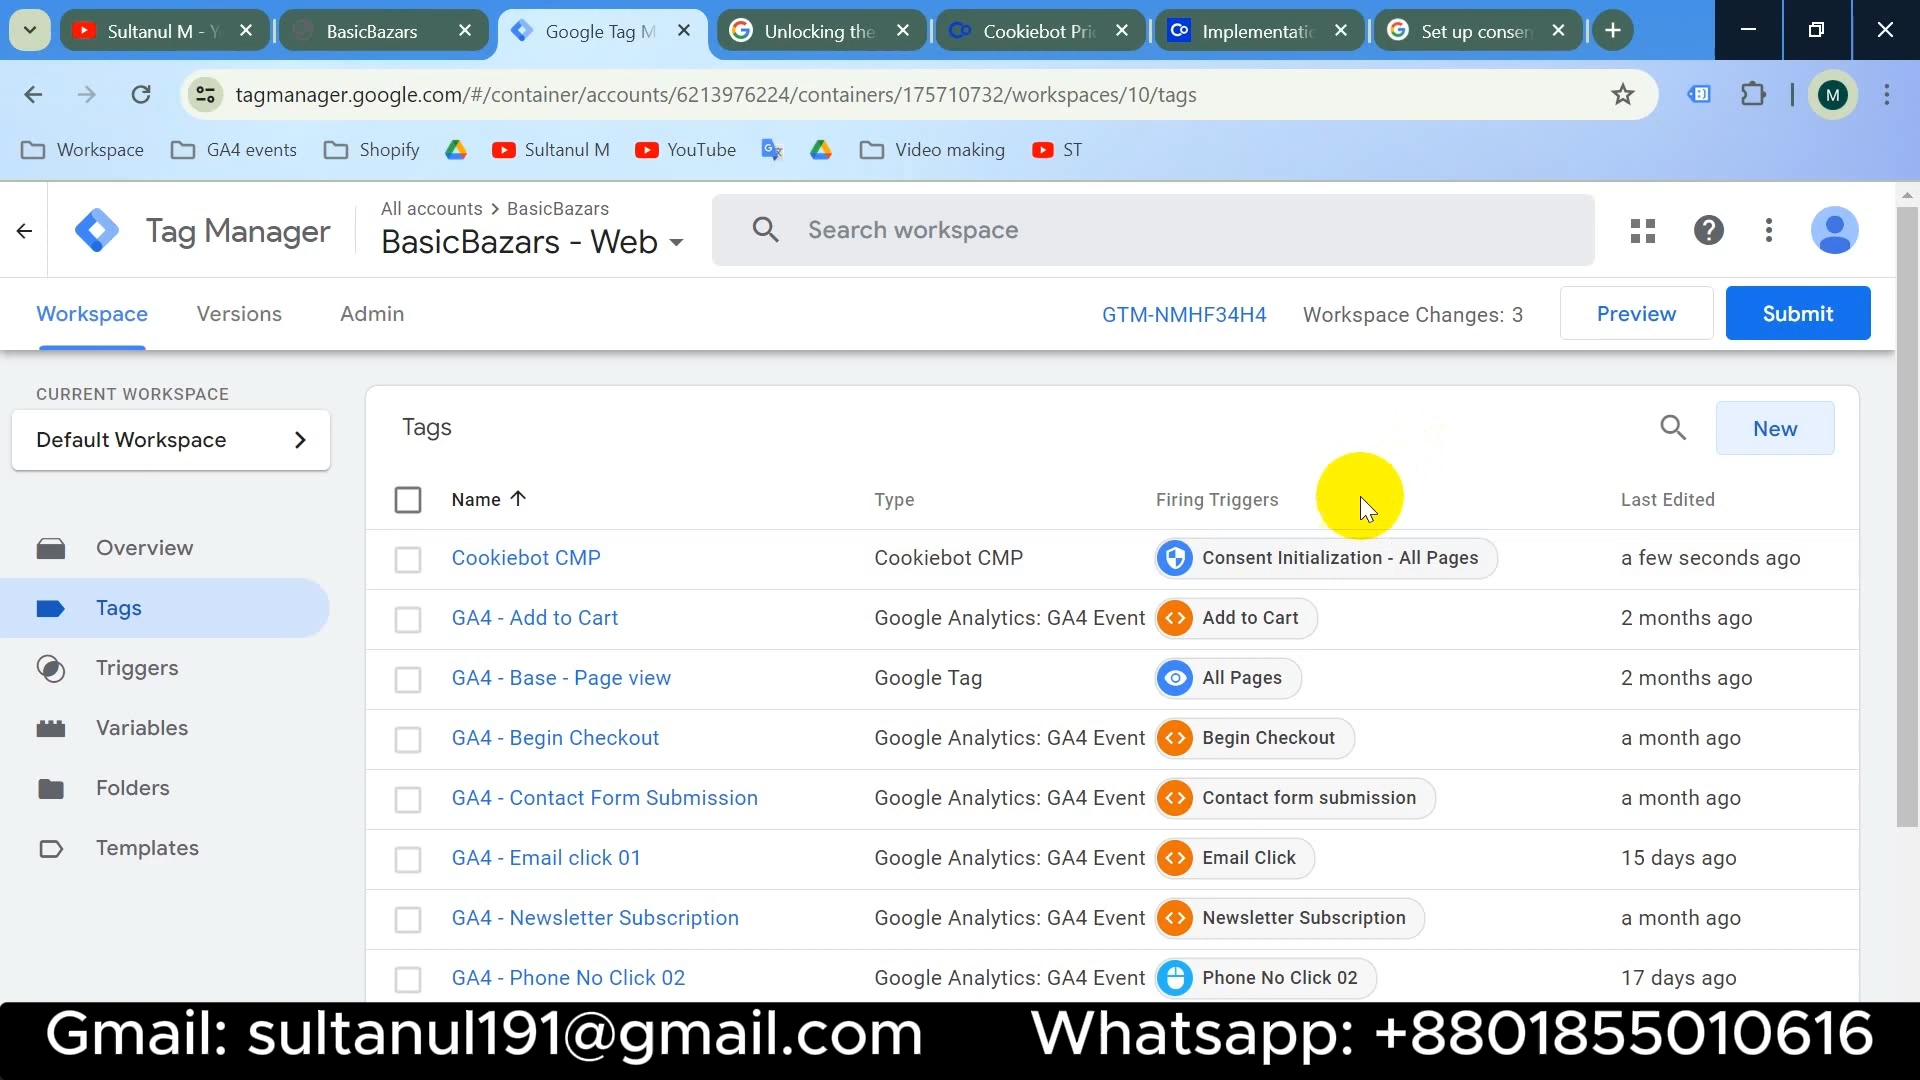 Sultanul M - Y
BasicBazars
Google Tag M
Unlocking the
Cookiebot Pri
Implementati
Set up conser
tagmanager.google.com/#/container/accounts/6213976224/containers/175710732/workspaces/10/tags
M
Workspace
GA4 events
Shopify
Sultanul M
YouTube
Video making
ST
Tag Manager
All accounts > BasicBazars
BasicBazars - Web
Search workspace
Workspace
Versions
Admin
GTM-NMHF34H4
Workspace Changes: 3
Preview
Submit
CURRENT WORKSPACE
Default Workspace
Overview
Tags
Triggers
Variables
Folders
Templates
Tags
New
Name Type Firing Triggers Last Edited
Cookiebot CMP Cookiebot CMP Consent Initialization - All Pages a few seconds ago
GA4 - Add to Cart Google Analytics: GA4 Event Add to Cart 2 months ago
GA4 - Base - Page view Google Tag All Pages 2 months ago
GA4 - Begin Checkout Google Analytics: GA4 Event Begin Checkout a month ago
GA4 - Contact Form Submission Google Analytics: GA4 Event Contact form submission a month ago
GA4 - Email click 01 Google Analytics: GA4 Event Email Click 15 days ago
GA4 - Newsletter Subscription Google Analytics: GA4 Event Newsletter Subscription a month ago
GA4 - Phone No Click 02 Google Analytics: GA4 Event Phone No Click 02 17 days ago
Gmail: sultanul191@gmail.com Whatsapp: +8801855010616